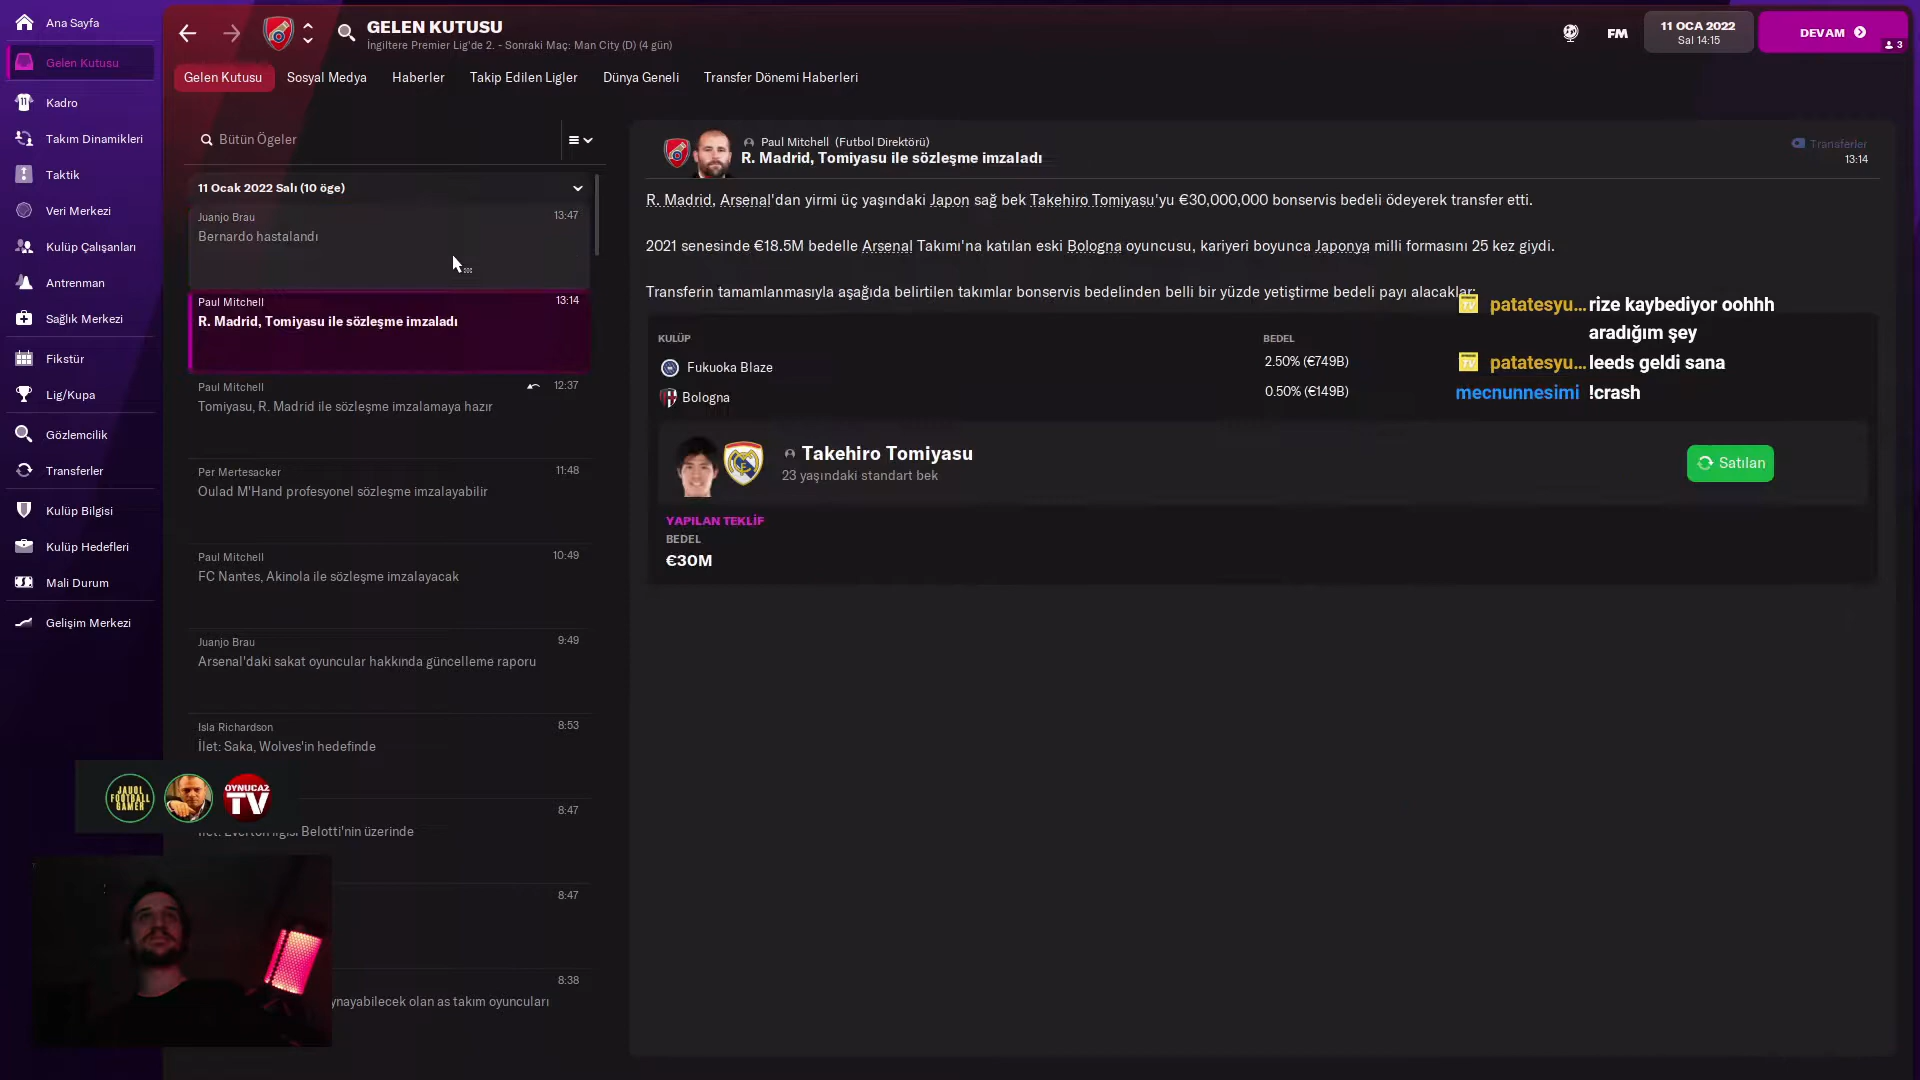 Ana Sayfa
Gelen Kutusu
Kadro
Takım Dinamikleri
Taktik
Veri Merkezi
Kulüp Çalışanları
Antrenman
Sağlık Merkezi
Fikstür
Lig/Kupa
Gözlemcilik
Transferler
Kulüp Bilgisi
Kulüp Hedefleri
Mali Durum
Gelişim Merkezi
GELEN KUTUSU
İngiltere Premier Lig'de 2. - Sonraki Maç: Man City (D) (4 gün)
FM
11 OCA 2022
Sal 14:15
DEVAM
3
Gelen Kutusu Sosyal Medya Haberler Takip Edilen Ligler Dünya Geneli Transfer Dönemi Haberleri
Bütün Ögeler
11 Ocak 2022 Salı (10 öge)
Juanjo Brau 13:47
Bernardo hastalandı
Paul Mitchell 13:14
R. Madrid, Tomiyasu ile sözleşme imzaladı
Paul Mitchell 12:37
Tomiyasu, R. Madrid ile sözleşme imzalamaya hazır
Per Mertesacker 11:48
Oulad M'Hand profesyonel sözleşme imzalayabilir
Paul Mitchell 10:49
FC Nantes, Akinola ile sözleşme imzalayacak
Juanjo Brau 9:49
Arsenal'daki sakat oyuncular hakkında güncelleme raporu
Isla Richardson 8:53
İlet: Saka, Wolves'in hedefinde
8:47
İlet: Everton ilgisi Belotti'nin üzerinde
8:47
8:38
ynayabilecek olan as takım oyuncuları
JAUOL
FOOTBALL
GAMER
OYNUCAZ
TV
Paul Mitchell (Futbol Direktörü)
R. Madrid, Tomiyasu ile sözleşme imzaladı
Transferler
13:14
R. Madrid, Arsenal'dan yirmi üç yaşındaki Japon sağ bek Takehiro Tomiyasu'yu €30,000,000 bonservis bedeli ödeyerek transfer etti.
2021 senesinde €18.5M bedelle Arsenal Takımı'na katılan eski Bologna oyuncusu, kariyeri boyunca Japonya milli formasını 25 kez giydi.
Transferin tamamlanmasıyla aşağıda belirtilen takımlar bonservis bedelinden belli bir yüzde yetiştirme bedeli payı alacaklar:
KULÜP BEDEL
Fukuoka Blaze 2.50% (€749B)
Bologna 0.50% (€149B)
Takehiro Tomiyasu
23 yaşındaki standart bek
Satılan
YAPILAN TEKLİF
BEDEL
€30M
patatesyu... rize kaybediyor oohhh
aradığım şey
patatesyu... leeds geldi sana
mecnunnesimi !crash